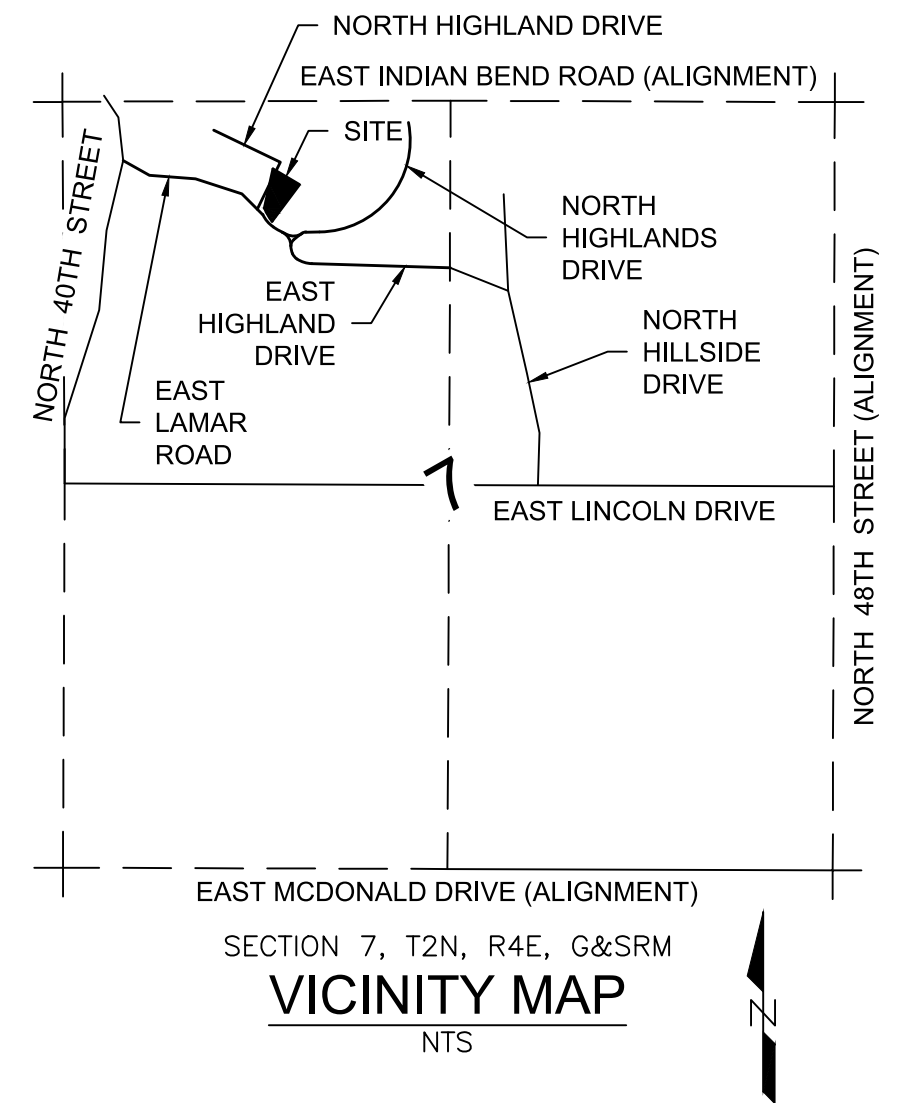 NORTH HIGHLAND DRIVE
EAST INDIAN BEND ROAD (ALIGNMENT)
SITE
NORTH 40TH STREET
NORTH
HIGHLANDS
DRIVE
EAST
HIGHLAND
DRIVE
NORTH
HILLSIDE
DRIVE
EAST
LAMAR
ROAD
NORTH 48TH STREET (ALIGNMENT)
7
EAST LINCOLN DRIVE
EAST MCDONALD DRIVE (ALIGNMENT)
SECTION 7, T2N, R4E, G&SRM
VICINITY MAP
NTS
N